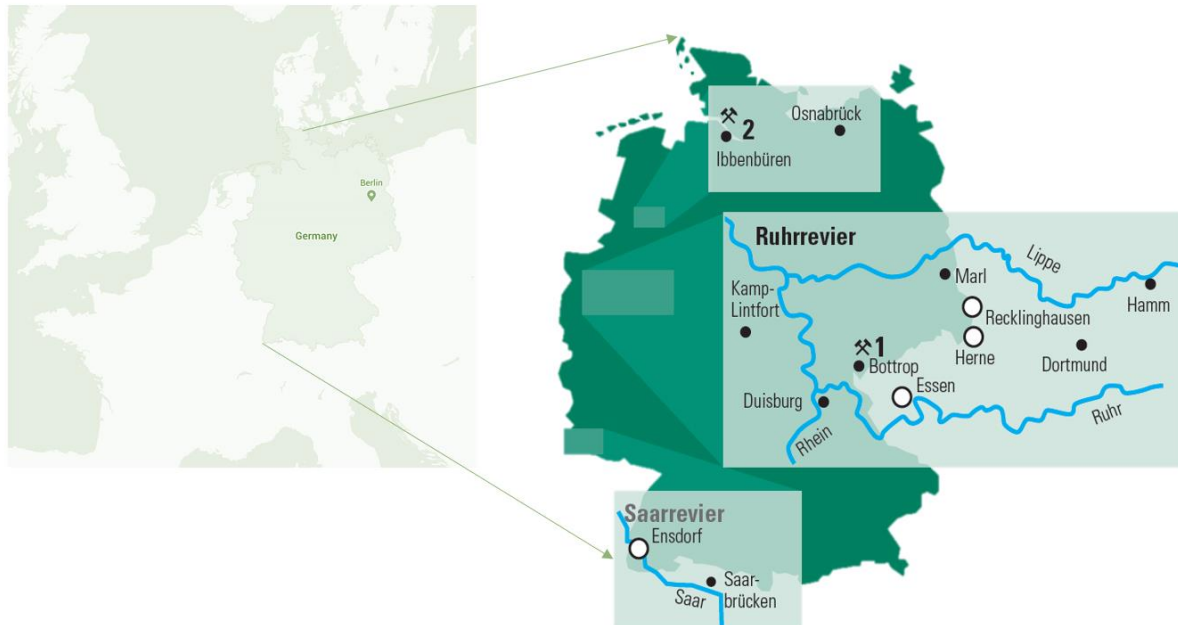 Berlin
Germany
2
Osnabrück
Ibbenbüren
Ruhrrevier
Lippe
Marl
Kamp-
Lintfort
Hamm
Recklinghausen
1
Herne
Dortmund
Bottrop
Essen
Duisburg
Ruhr
Rhein
Saarrevier
Ensdorf
Saar-
brücken
Saar